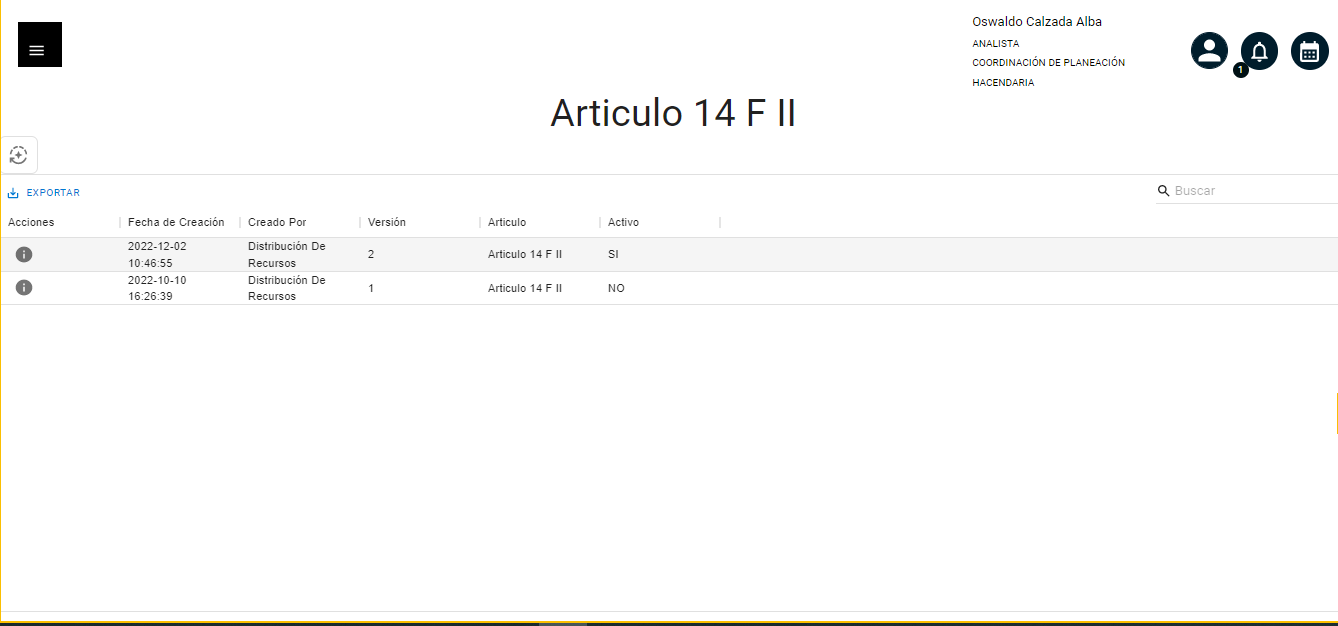 Oswaldo Calzada Alba
ANALISTA
COORDINACIÓN DE PLANEACIÓN
HACENDARIA
1
Articulo 14 F II
EXPORTAR
Buscar
Acciones Fecha de Creación Creado Por Versión Articulo Activo
2022-12-02 10:46:55 Distribución De Recursos 2 Articulo 14 F II SI
2022-10-10 16:26:39 Distribución De Recursos 1 Articulo 14 F II NO